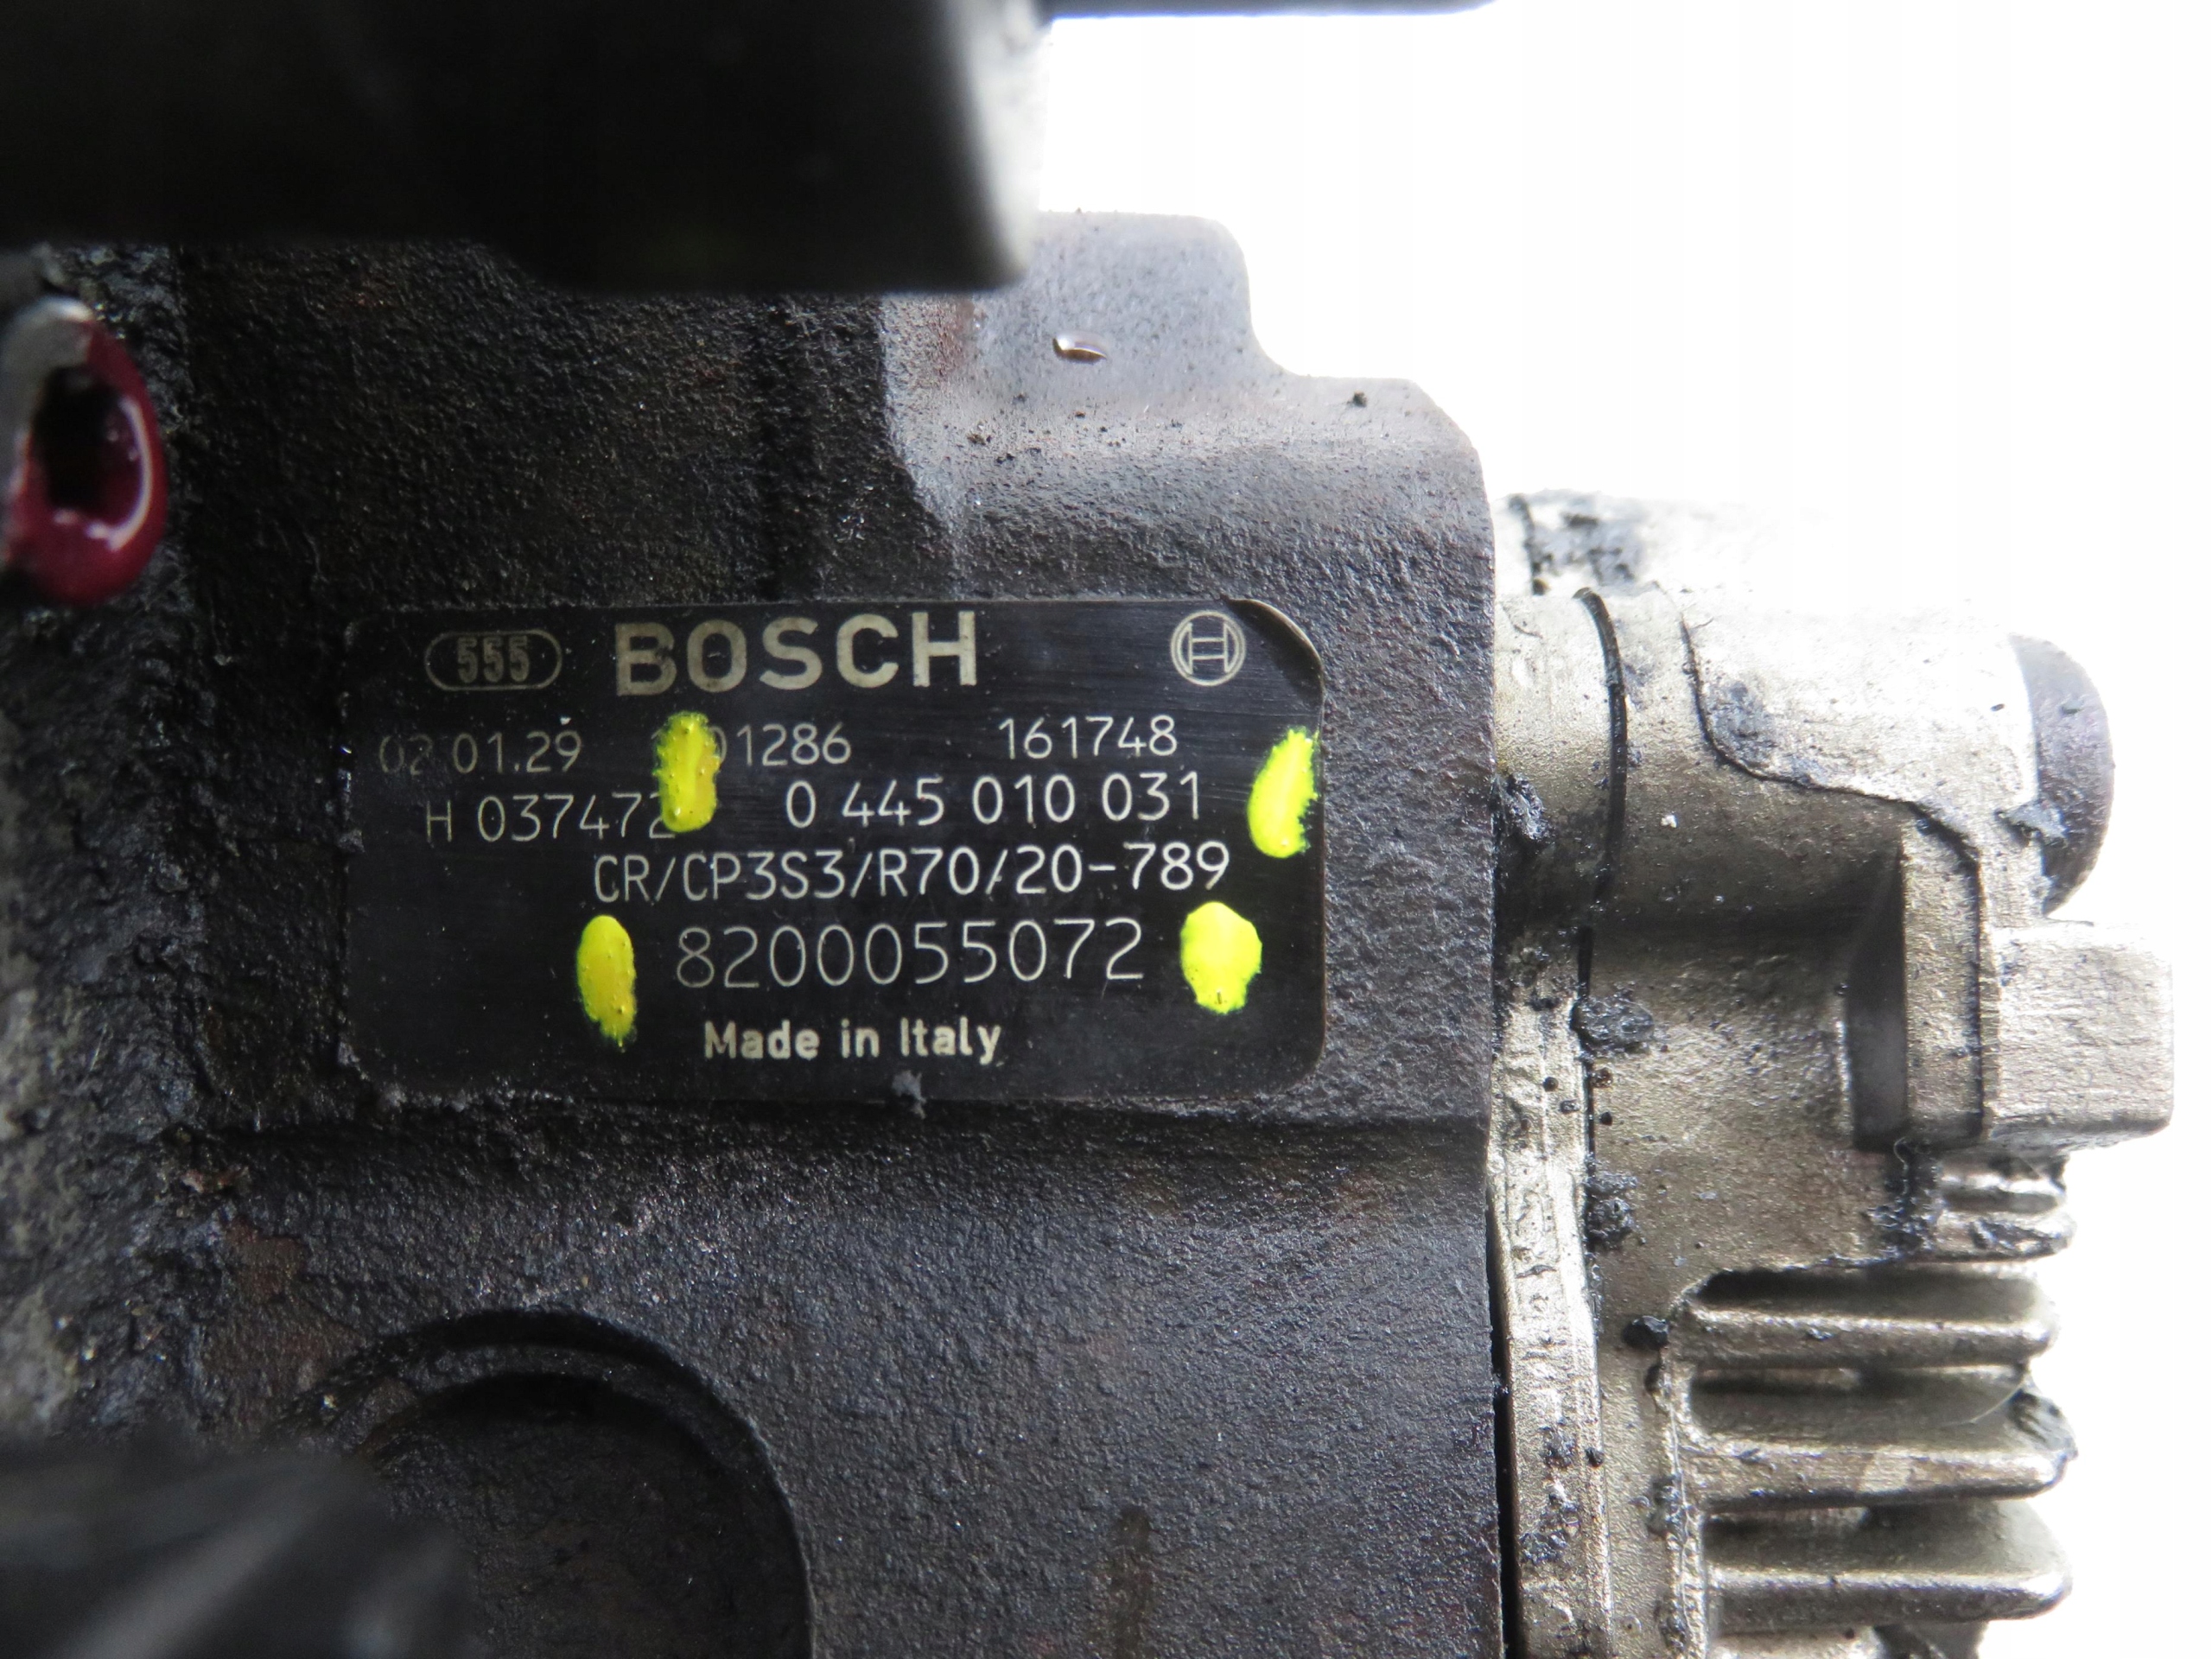 555 BOSCH
02 01.29 01286 161748
H 037472 0 445 010 031
CR/CP3S3/R70/20-789
8200055072
Made in Italy